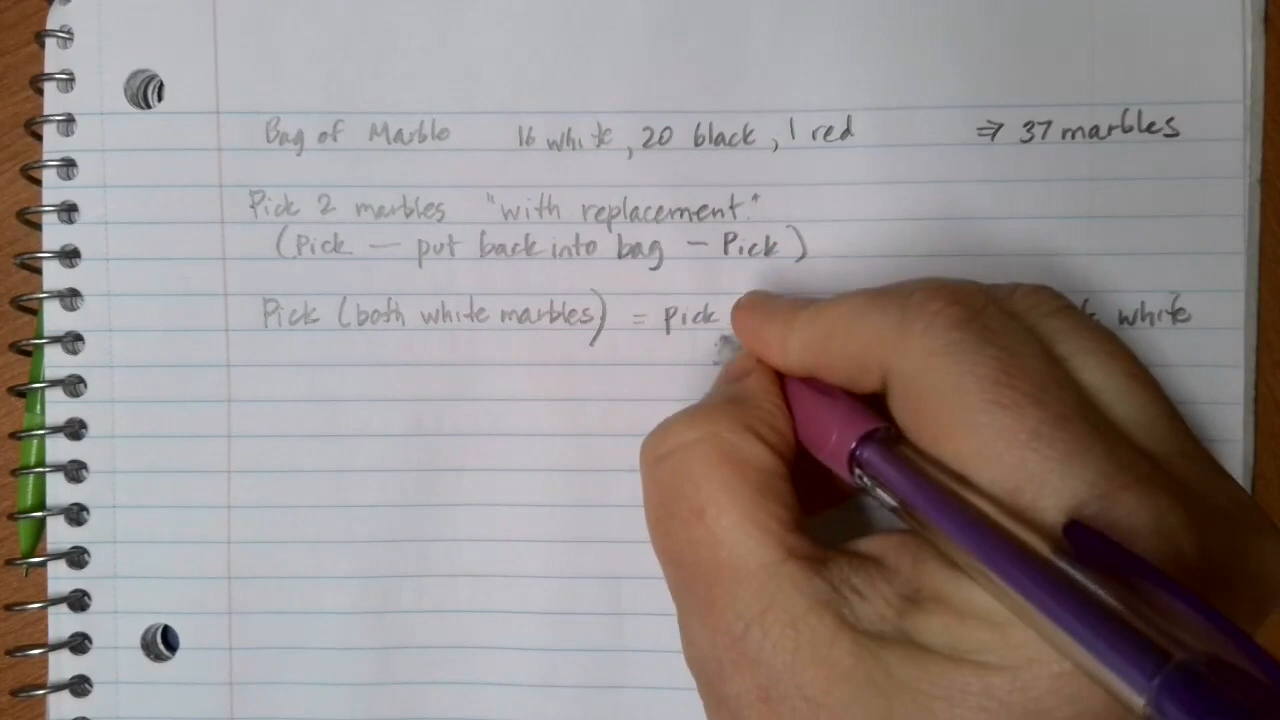 Bag of Marble 16 white, 20 black, 1 red ⇒ 37 marbles
Pick 2 marbles "with replacement."
(Pick — put back into bag – Pick)
Pick (both white marbles) = pick white